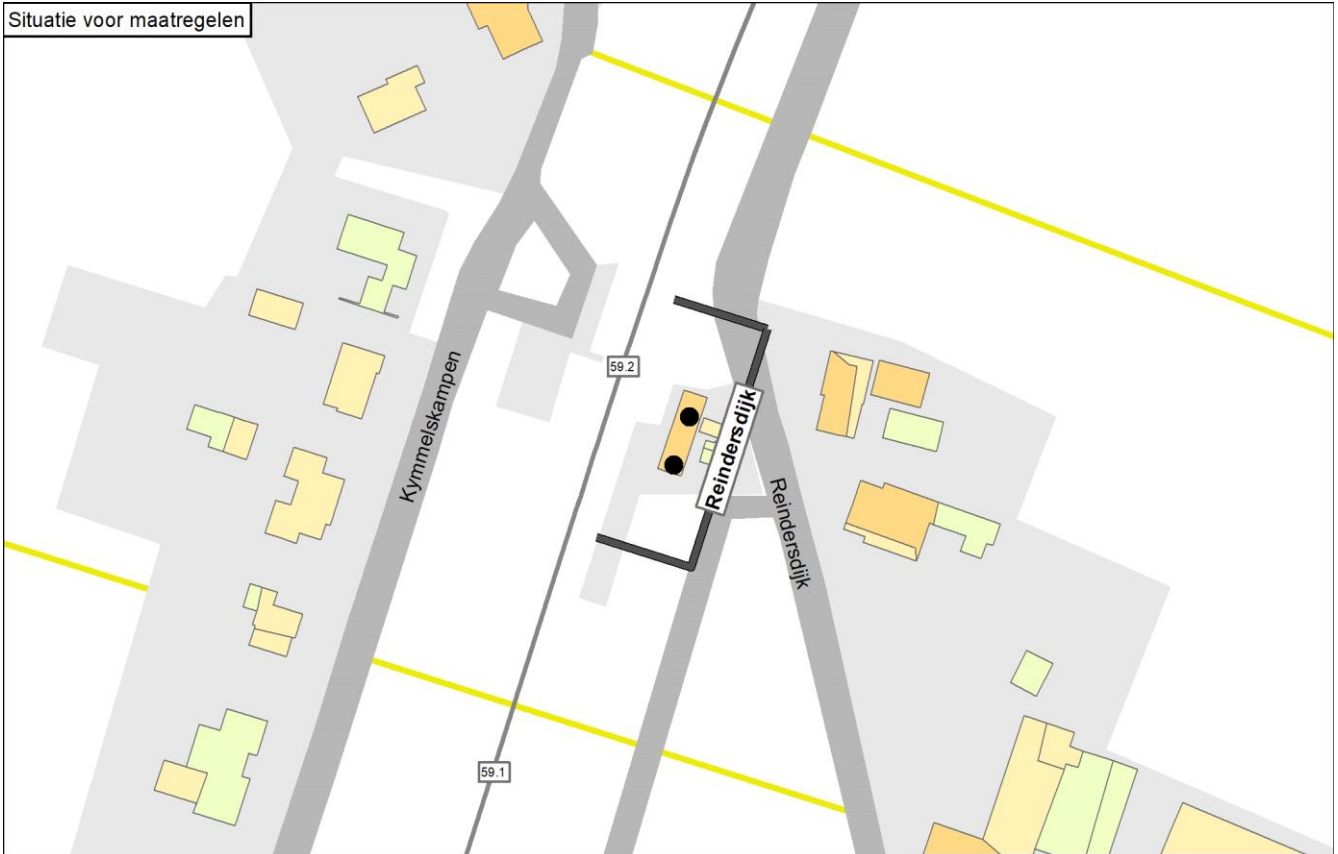 Situatie voor maatregelen
59.2
Kymmelskampen
Reindersdijk
Reindersdijk
59.1